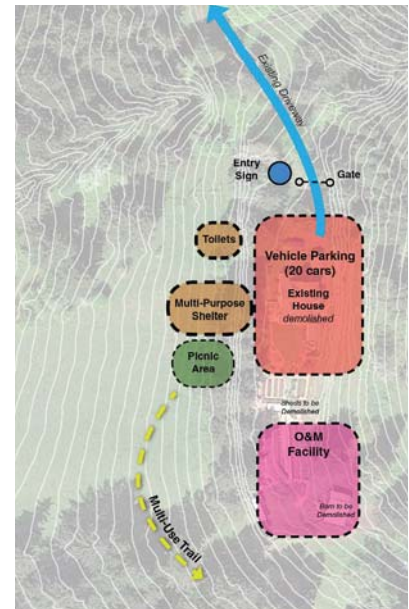 Existing Driveway
Entry
Sign
Gate
Toilets
Vehicle Parking
(20 cars)
Existing
House
demolished
Multi-Purpose
Shelter
Picnic
Area
Sheds to be
Demolished
O&M
Facility
Barn to be
Demolished
Multi-Use Trail